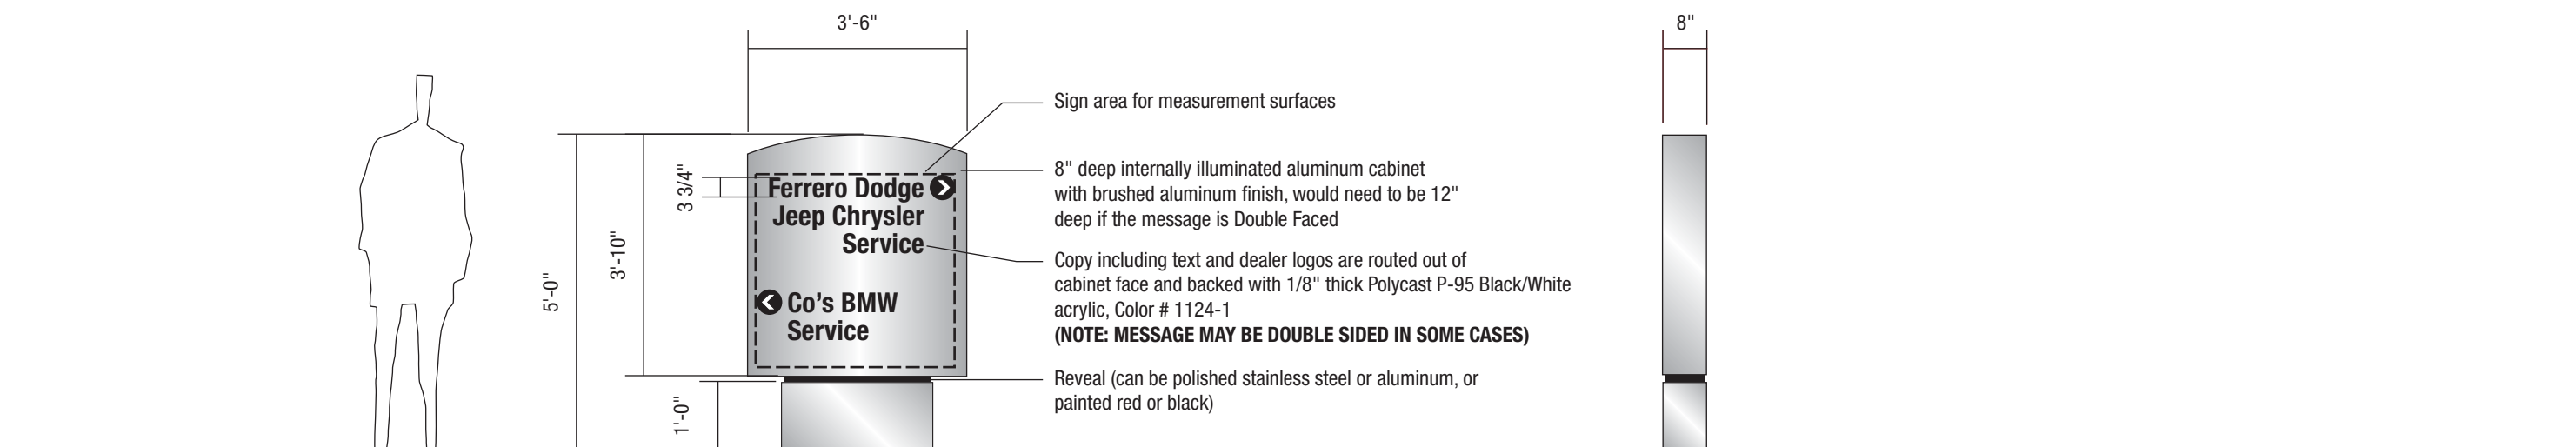 3'-6"
8"
Sign area for measurement surfaces
8" deep internally illuminated aluminum cabinet
with brushed aluminum finish, would need to be 12"
deep if the message is Double Faced
3 3/4"
Ferrero Dodge
Jeep Chrysler
Service
3'-10"
5'-0"
Copy including text and dealer logos are routed out of
cabinet face and backed with 1/8" thick Polycast P-95 Black/White
acrylic, Color # 1124-1
(NOTE: MESSAGE MAY BE DOUBLE SIDED IN SOME CASES)
Co’s BMW
Service
Reveal (can be polished stainless steel or aluminum, or
painted red or black)
1'-0"